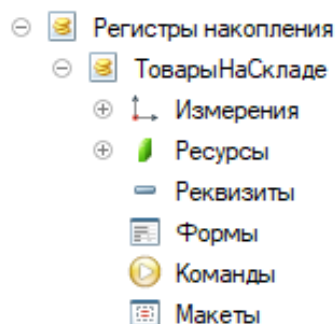 Регистры накопления
ТоварыНаСкладе
Измерения
Ресурсы
Реквизиты
Формы
Команды
Макеты